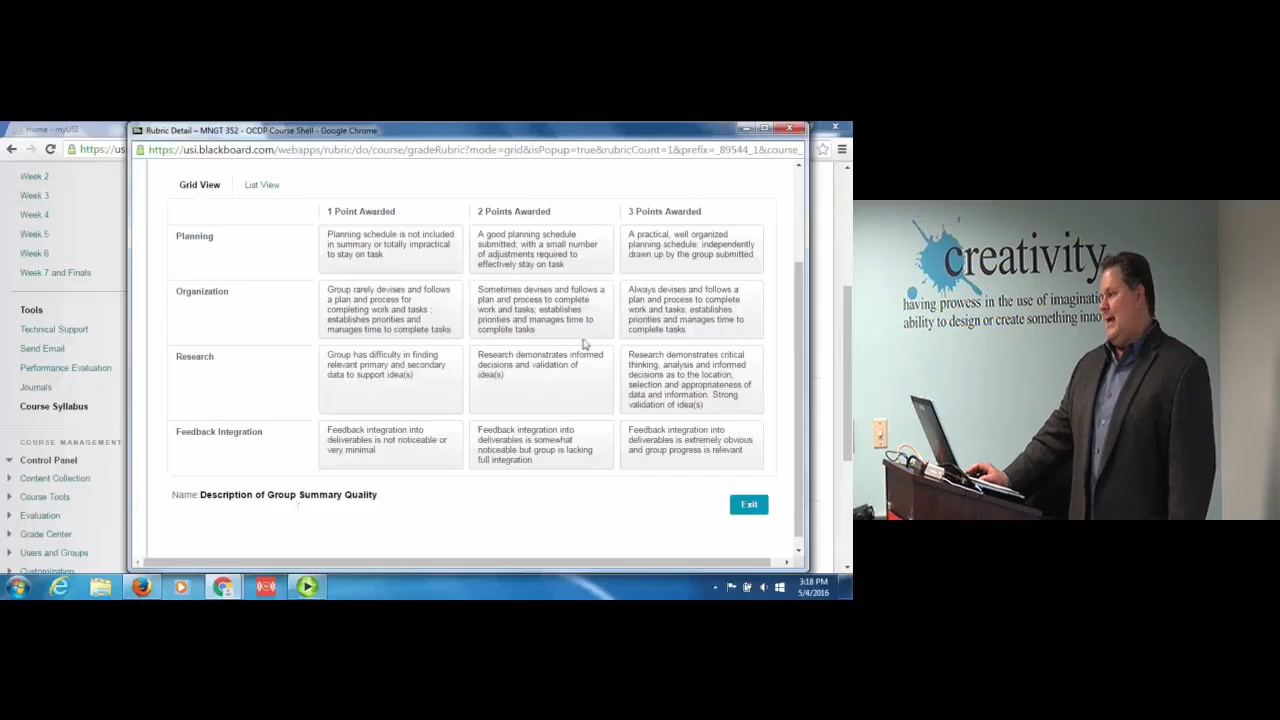 Home - myUSI
Rubric Detail – MNGT 352 - OCDP Course Shell - Google Chrome
https://us
https://usi.blackboard.com/webapps/rubric/do/course/gradeRubric?mode=grid&isPopup=true&rubricCount=1&prefix=_89544_1&course_
Week 2
Week 3
Week 4
Week 5
Week 6
Week 7 and Finals
Tools
Technical Support
Send Email
Performance Evaluation
Journals
Course Syllabus
COURSE MANAGEMENT
Control Panel
Content Collection
Course Tools
Evaluation
Grade Center
Users and Groups
Customization
Grid View
List View
1 Point Awarded
2 Points Awarded
3 Points Awarded
Planning
Planning schedule is not included
in summary or totally impractical
to stay on task
A good planning schedule
submitted; with a small number
of adjustments required to
effectively stay on task
A practical, well organized
planning schedule; independently
drawn up by the group submitted
Organization
Group rarely devises and follows
a plan and process for
completing work and tasks ;
establishes priorities and
manages time to complete tasks
Sometimes devises and follows a
plan and process to complete
work and tasks; establishes
priorities and manages time to
complete tasks
Always devises and follows a
plan and process to complete
work and tasks; establishes
priorities and manages time to
complete tasks
Research
Group has difficulty in finding
relevant primary and secondary
data to support idea(s)
Research demonstrates informed
decisions and validation of
idea(s)
Research demonstrates critical
thinking, analysis and informed
decisions as to the location,
selection and appropriateness of
data and information. Strong
validation of idea(s)
Feedback Integration
Feedback integration into
deliverables is not noticeable or
very minimal
Feedback integration into
deliverables is somewhat
noticeable but group is lacking
full integration
Feedback integration into
deliverables is extremely obvious
and group progress is relevant
Name:Description of Group Summary Quality
Exit
3:18 PM
5/4/2016
creativity
having prowess in the use of imaginatio
ability to design or create something inno